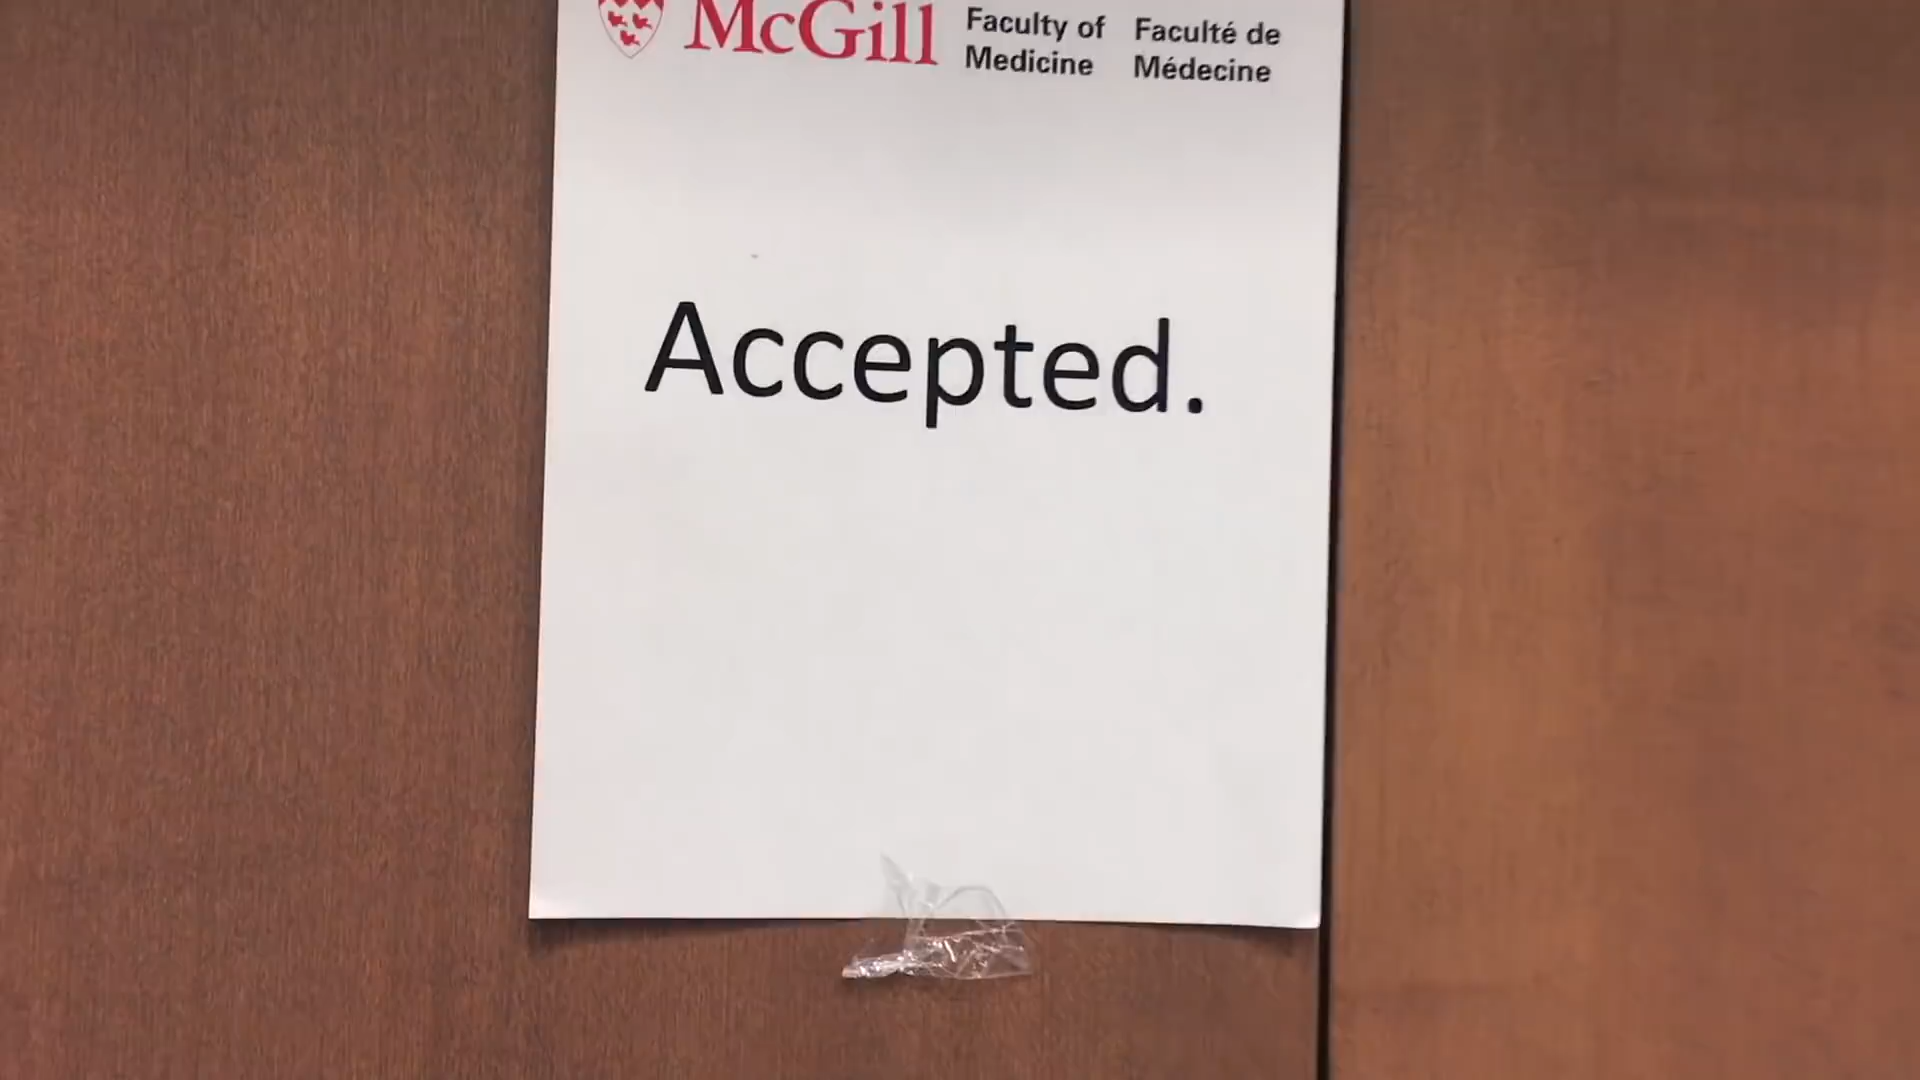 McGill
Faculty of
Medicine
Faculté de
Médecine
Accepted.